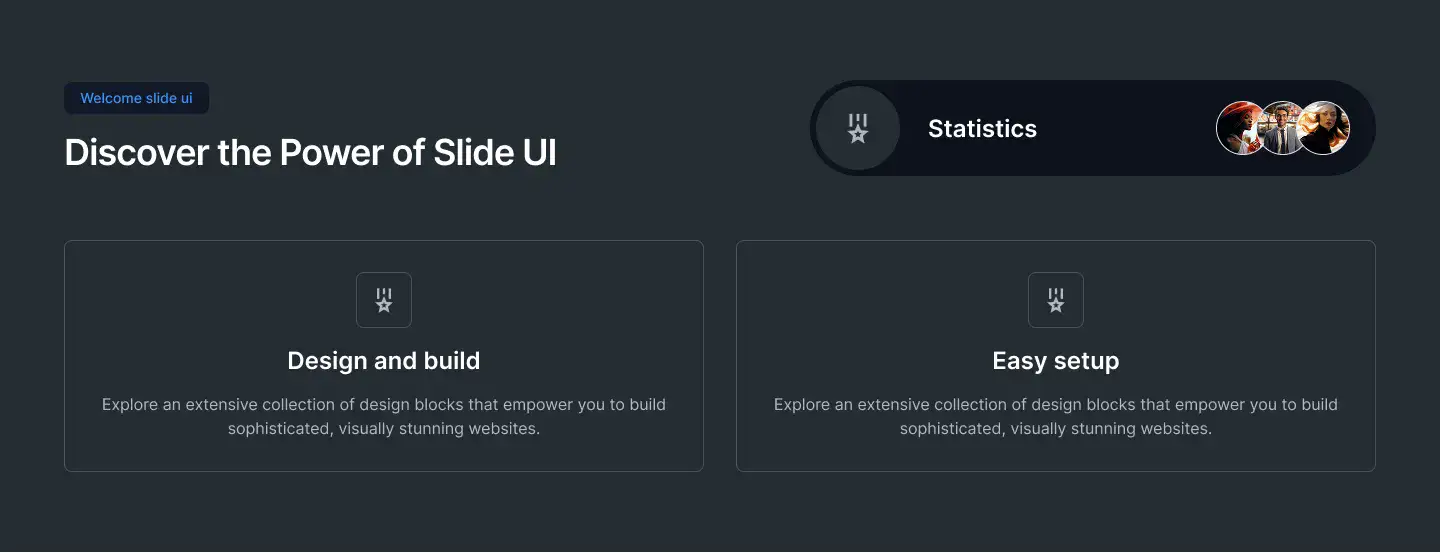 Welcome slide ui
Discover the Power of Slide UI
Statistics
Design and build
Explore an extensive collection of design blocks that empower you to build
sophisticated, visually stunning websites.
Easy setup
Explore an extensive collection of design blocks that empower you to build
sophisticated, visually stunning websites.